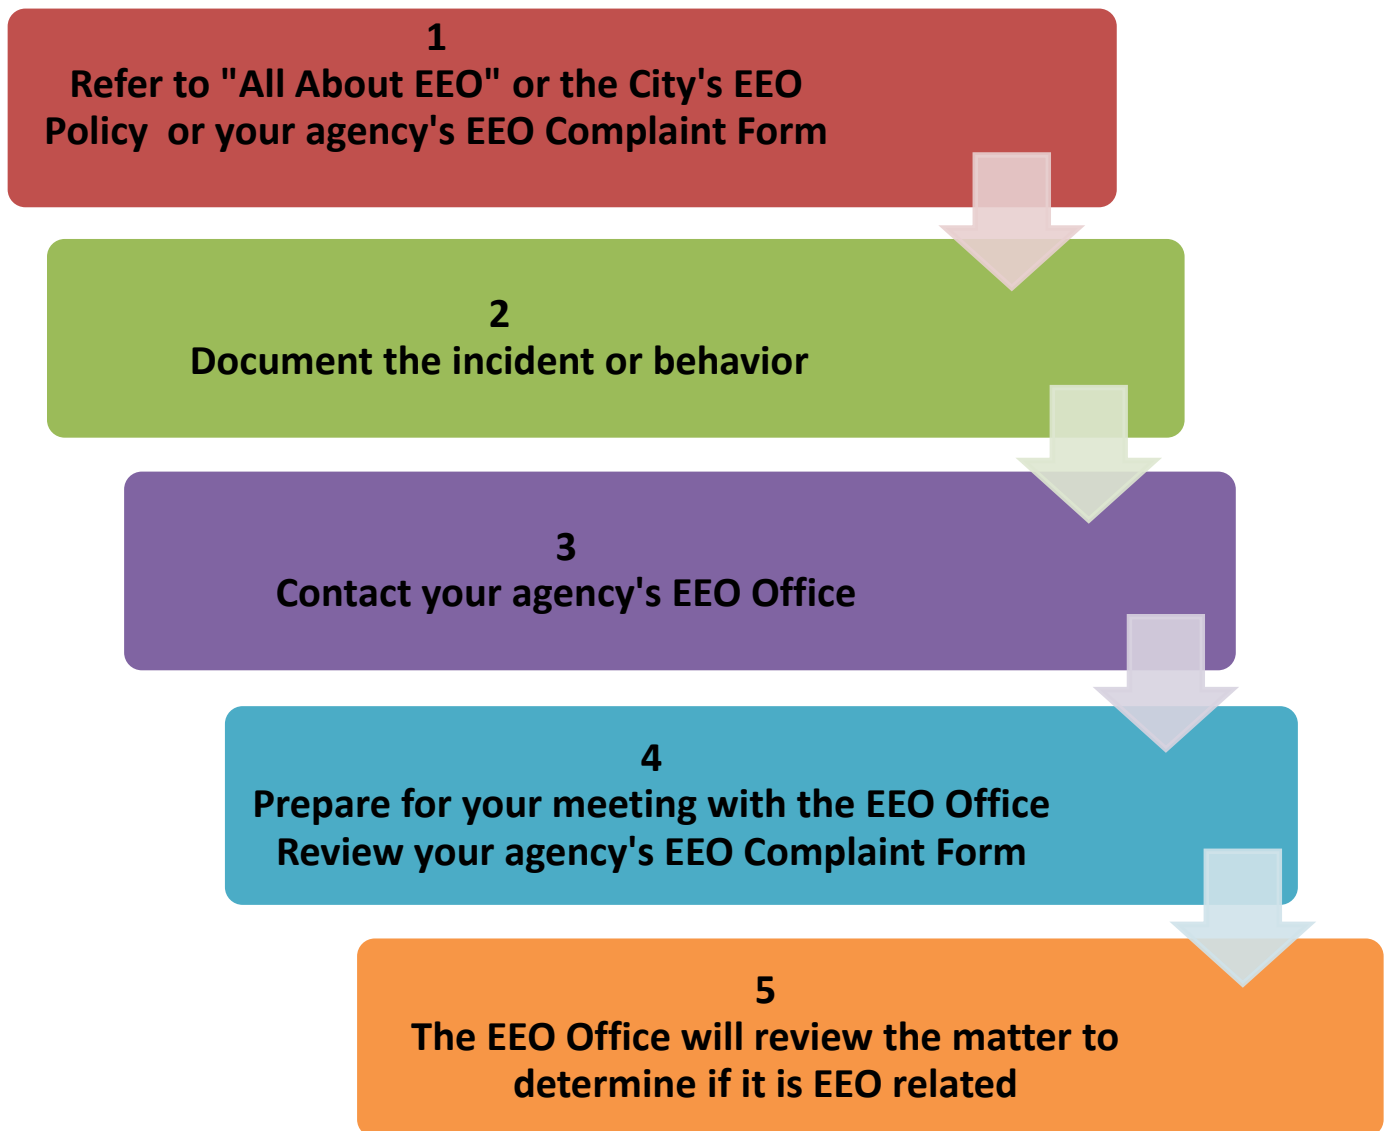 1
Refer to "All About EEO" or the City's EEO
Policy  or your agency's EEO Complaint Form
2
Document the incident or behavior
3
Contact your agency's EEO Office
4
Prepare for your meeting with the EEO Office
Review your agency's EEO Complaint Form
5
The EEO Office will review the matter to
determine if it is EEO related